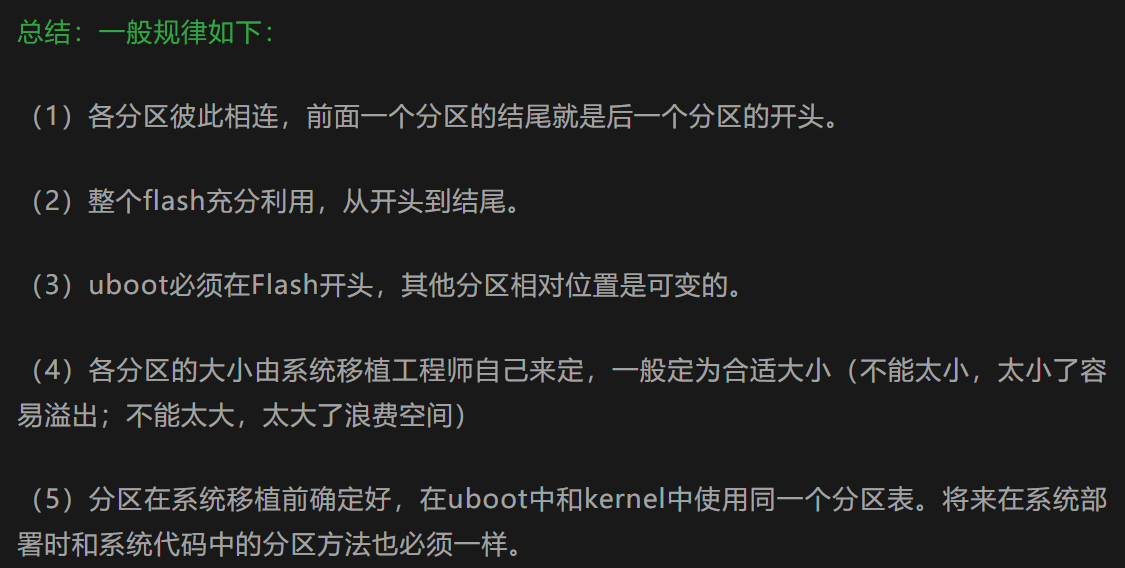 总结：一般规律如下：
（1）各分区彼此相连，前面一个分区的结尾就是后一个分区的开头。
（2）整个flash充分利用，从开头到结尾。
（3）uboot必须在Flash开头，其他分区相对位置是可变的。
（4）各分区的大小由系统移植工程师自己来定，一般定为合适大小（不能太小，太小了容
易溢出；不能太大，太大了浪费空间）
（5）分区在系统移植前确定好，在uboot中和kernel中使用同一个分区表。将来在系统部
署时和系统代码中的分区方法也必须一样。